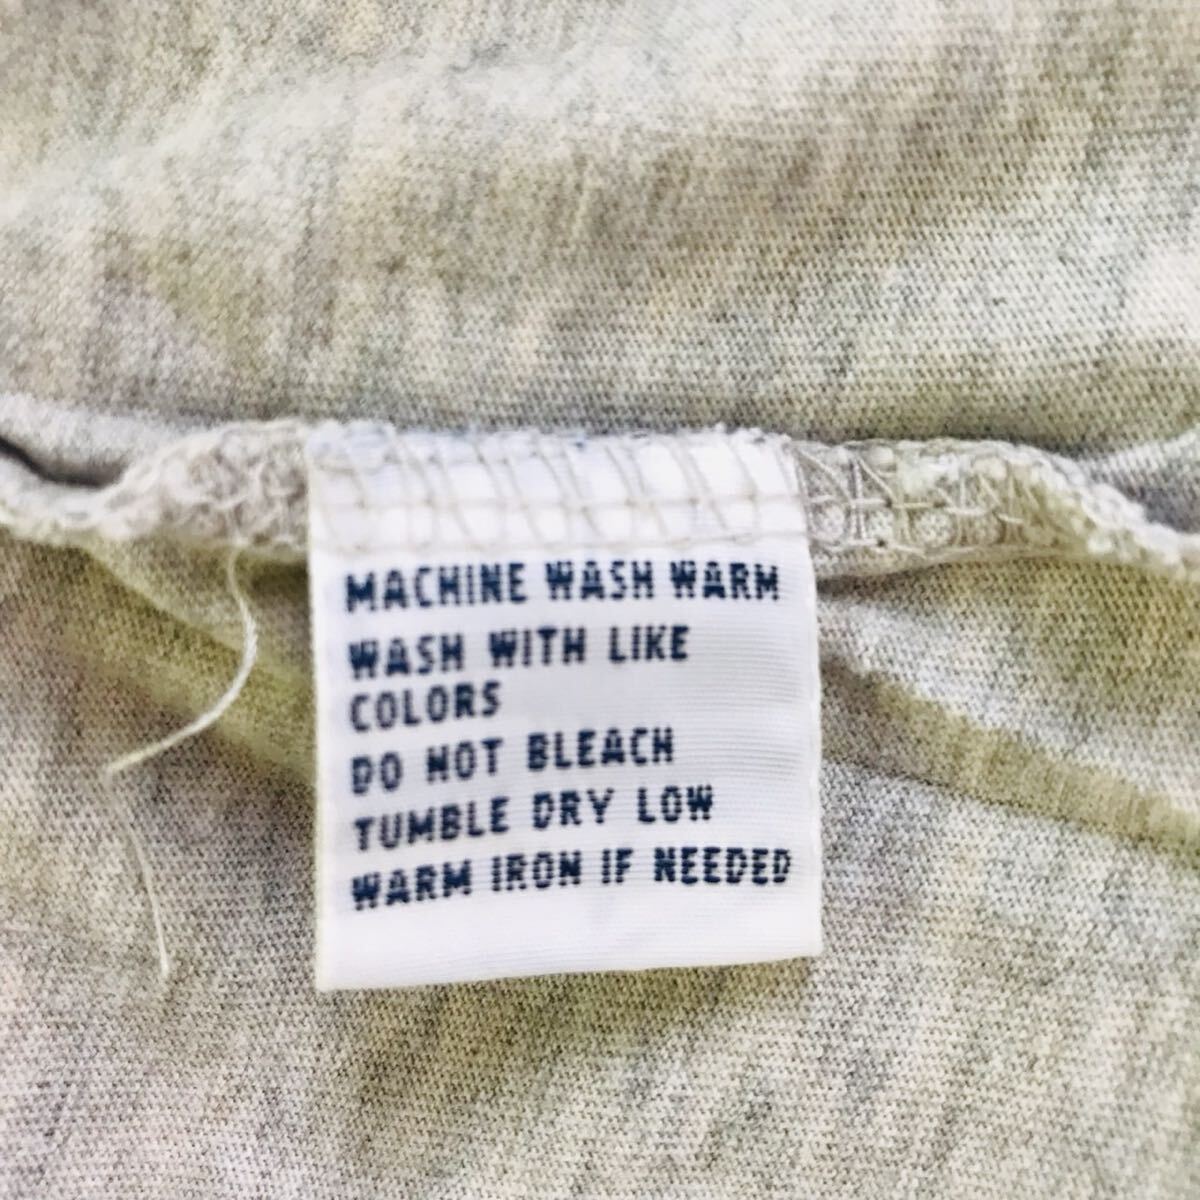 MACHINE WASH WARM
WASH WITH LIKE
COLORS
DO NOT BLEACH
TUMBLE DRY LOW
WARM IRON IF NEEDED